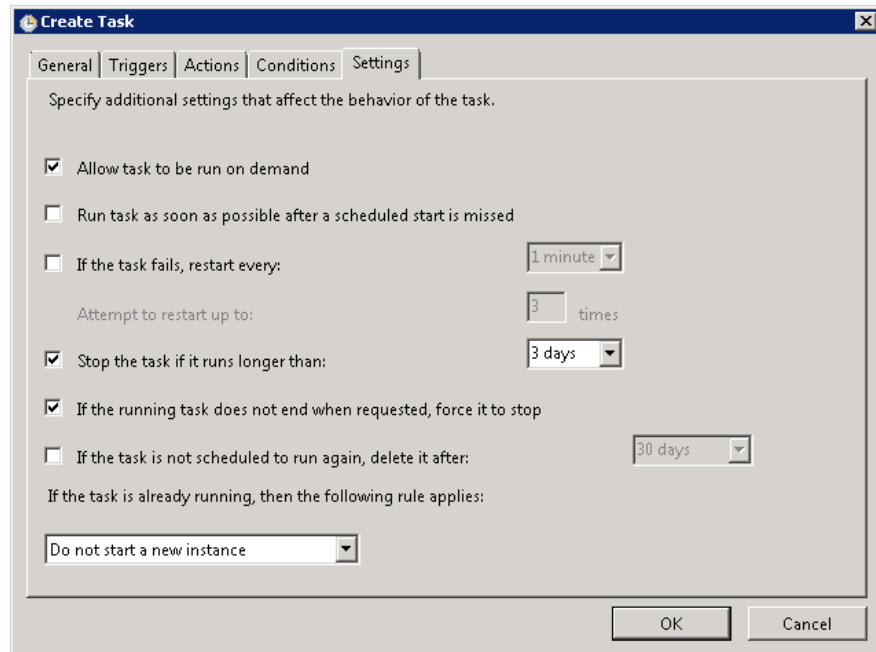 Create Task
General Triggers Actions Conditions Settings
Specify additional settings that affect the behavior of the task.
Allow task to be run on demand
Run task as soon as possible after a scheduled start is missed
If the task fails, restart every: 1 minute
Attempt to restart up to: 3 times
Stop the task if it runs longer than: 3 days
If the running task does not end when requested, force it to stop
If the task is not scheduled to run again, delete it after: 30 days
If the task is already running, then the following rule applies:
Do not start a new instance
OK Cancel